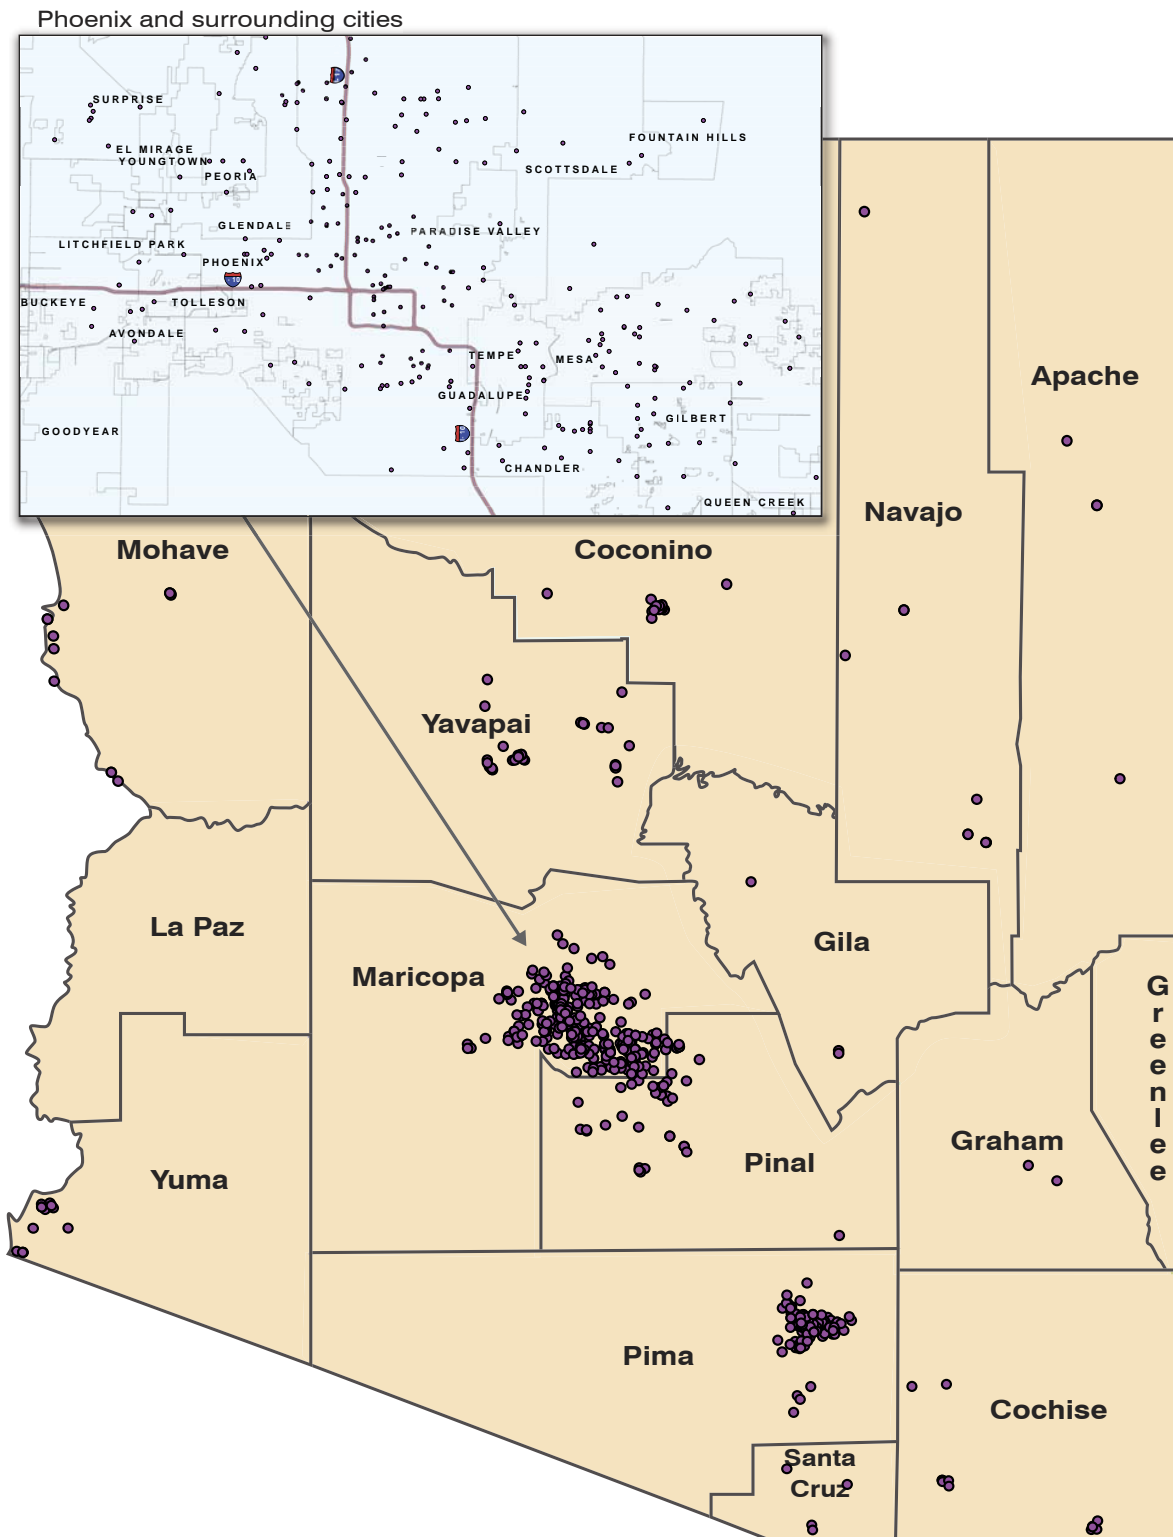 Phoenix and surrounding cities
SURPRISE
FOUNTAIN HILLS
EL MIRAGE
YOUNGTOWN
SCOTTSDALE
PEORIA
GLENDALE
PARADISE VALLEY
LITCHFIELD PARK
PHOENIX
BUCKEYE
TOLLESON
AVONDALE
TEMPE
MESA
GUADALUPE
GILBERT
GOODYEAR
CHANDLER
QUEEN CREEK
Apache
Navajo
Mohave
Coconino
Yavapai
La Paz
Gila
Maricopa
Greenlee
Graham
Pinal
Yuma
Pima
Cochise
Santa
Cruz